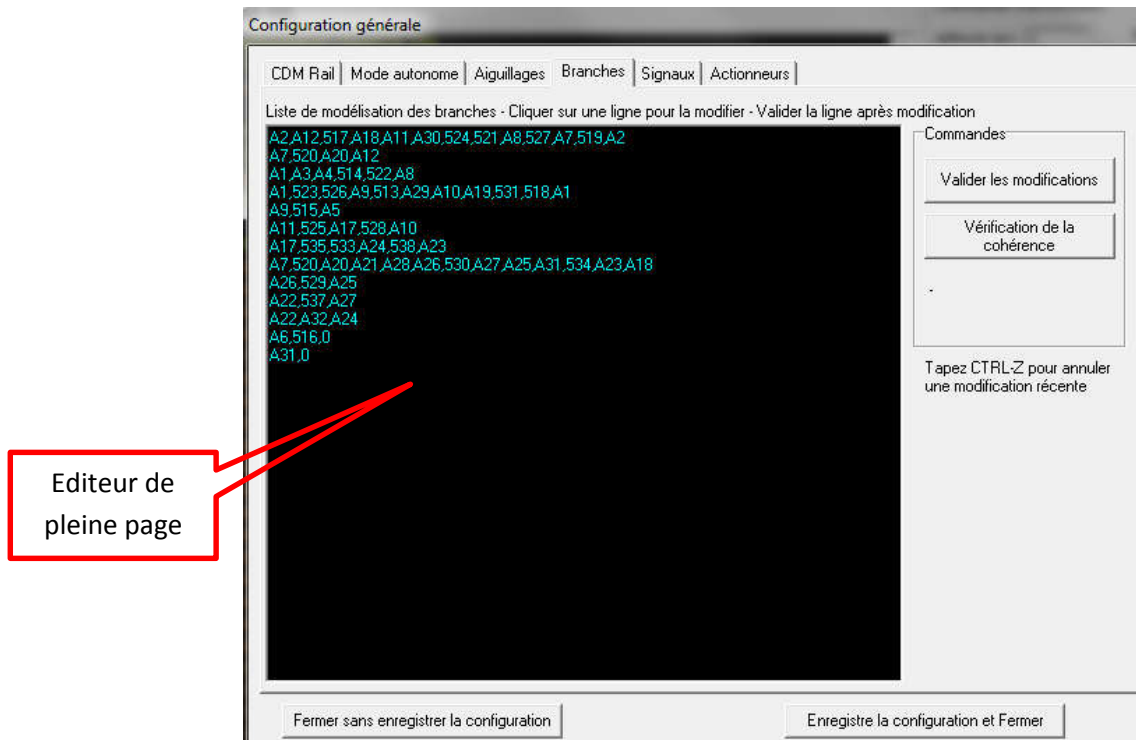 Configuration générale
CDM Rail Mode autonome Aiguillages Branches Signaux Actionneurs
Liste de modélisation des branches - Cliquer sur une ligne pour la modifier - Valider la ligne après modification
A2,A12,517,A18,A11,A30,524,521,A8,527,A7,519,A2
A7,520,A20,A12
A1,A3,A4,514,522,A8
A1,523,526,A9,513,A29,A10,A19,531,518,A1
A9,515,A5
A11,525,A17,528,A10
A17,535,533,A24,538,A23
A7,520,A20,A21,A28,A26,530,A27,A25,A31,534,A23,A18
A26,529,A25
A22,537,A27
A22,A32,A24
A6,516,0
A31,0
Commandes
Valider les modifications
Vérification de la
cohérence
-
Tapez CTRL-Z pour annuler
une modification récente
Editeur de
pleine page
Fermer sans enregistrer la configuration
Enregistre la configuration et Fermer